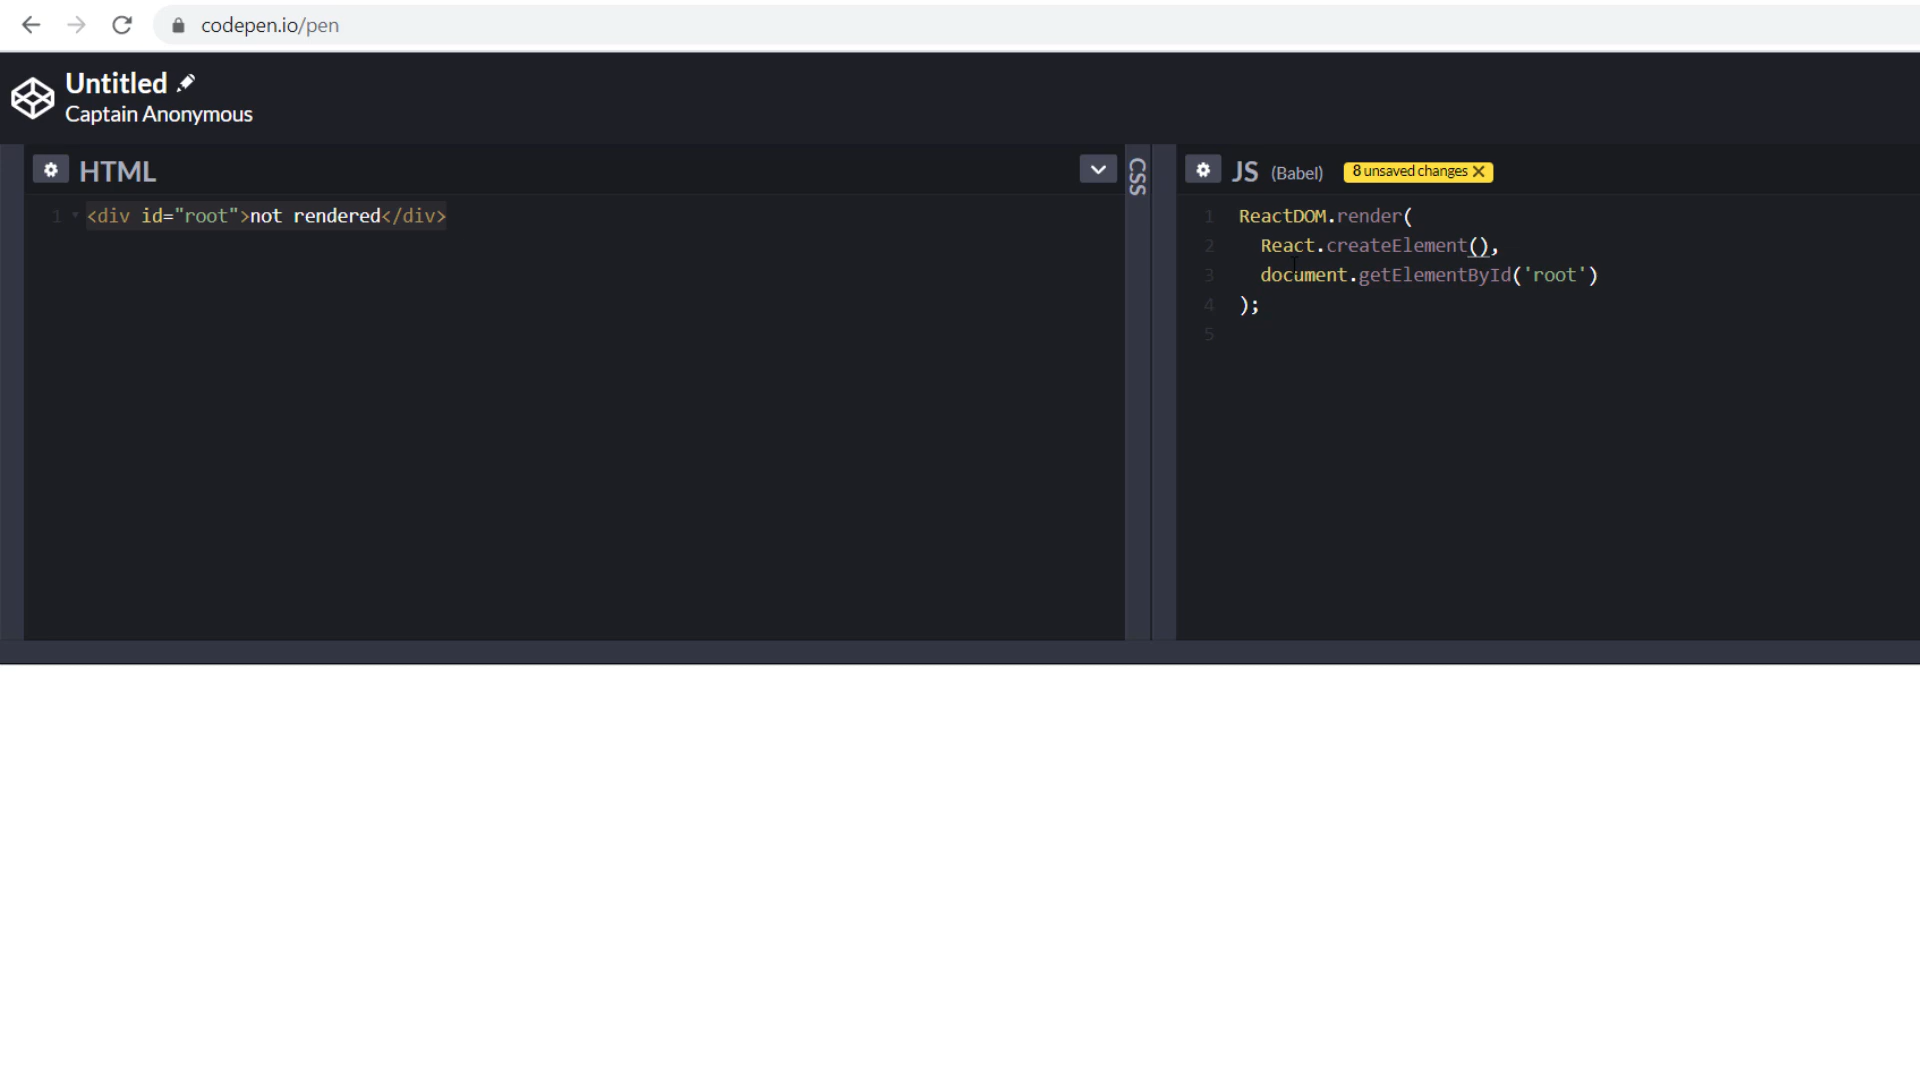 codepen.io/pen
Untitled
Captain Anonymous
HTML
CSS
JS (Babel)
8 unsaved changes X
1 <div id="root">not rendered</div>
1 ReactDOM.render(
2 React.createElement(),
3 document.getElementById('root')
4 );
5